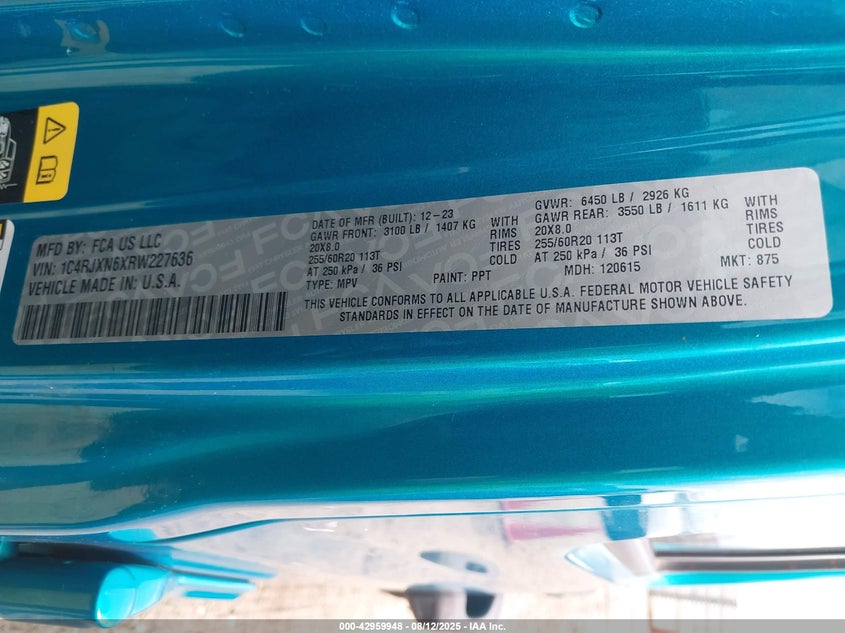 MFD BY: FCA US LLC
VIN: 1C4RJXN6XRW227636
VEHICLE MADE IN: U.S.A.
DATE OF MFR (BUILT): 12-23
GAWR FRONT: 3100 LB / 1407 KG WITH
20X8.0 RIMS
255/60R20 113T TIRES
AT 250 kPa / 36 PSI COLD
TYPE: MPV PAINT: PPT
GVWR: 6450 LB / 2926 KG
GAWR REAR: 3550 LB / 1611 KG WITH
20X8.0 RIMS
255/60R20 113T TIRES
AT 250 kPa / 36 PSI COLD
MDH: 120615 MKT: 875
THIS VEHICLE CONFORMS TO ALL APPLICABLE U.S.A. FEDERAL MOTOR VEHICLE SAFETY
STANDARDS IN EFFECT ON THE DATE OF MANUFACTURE SHOWN ABOVE.
000-42959948 - 08/12/2025 - IAA Inc.